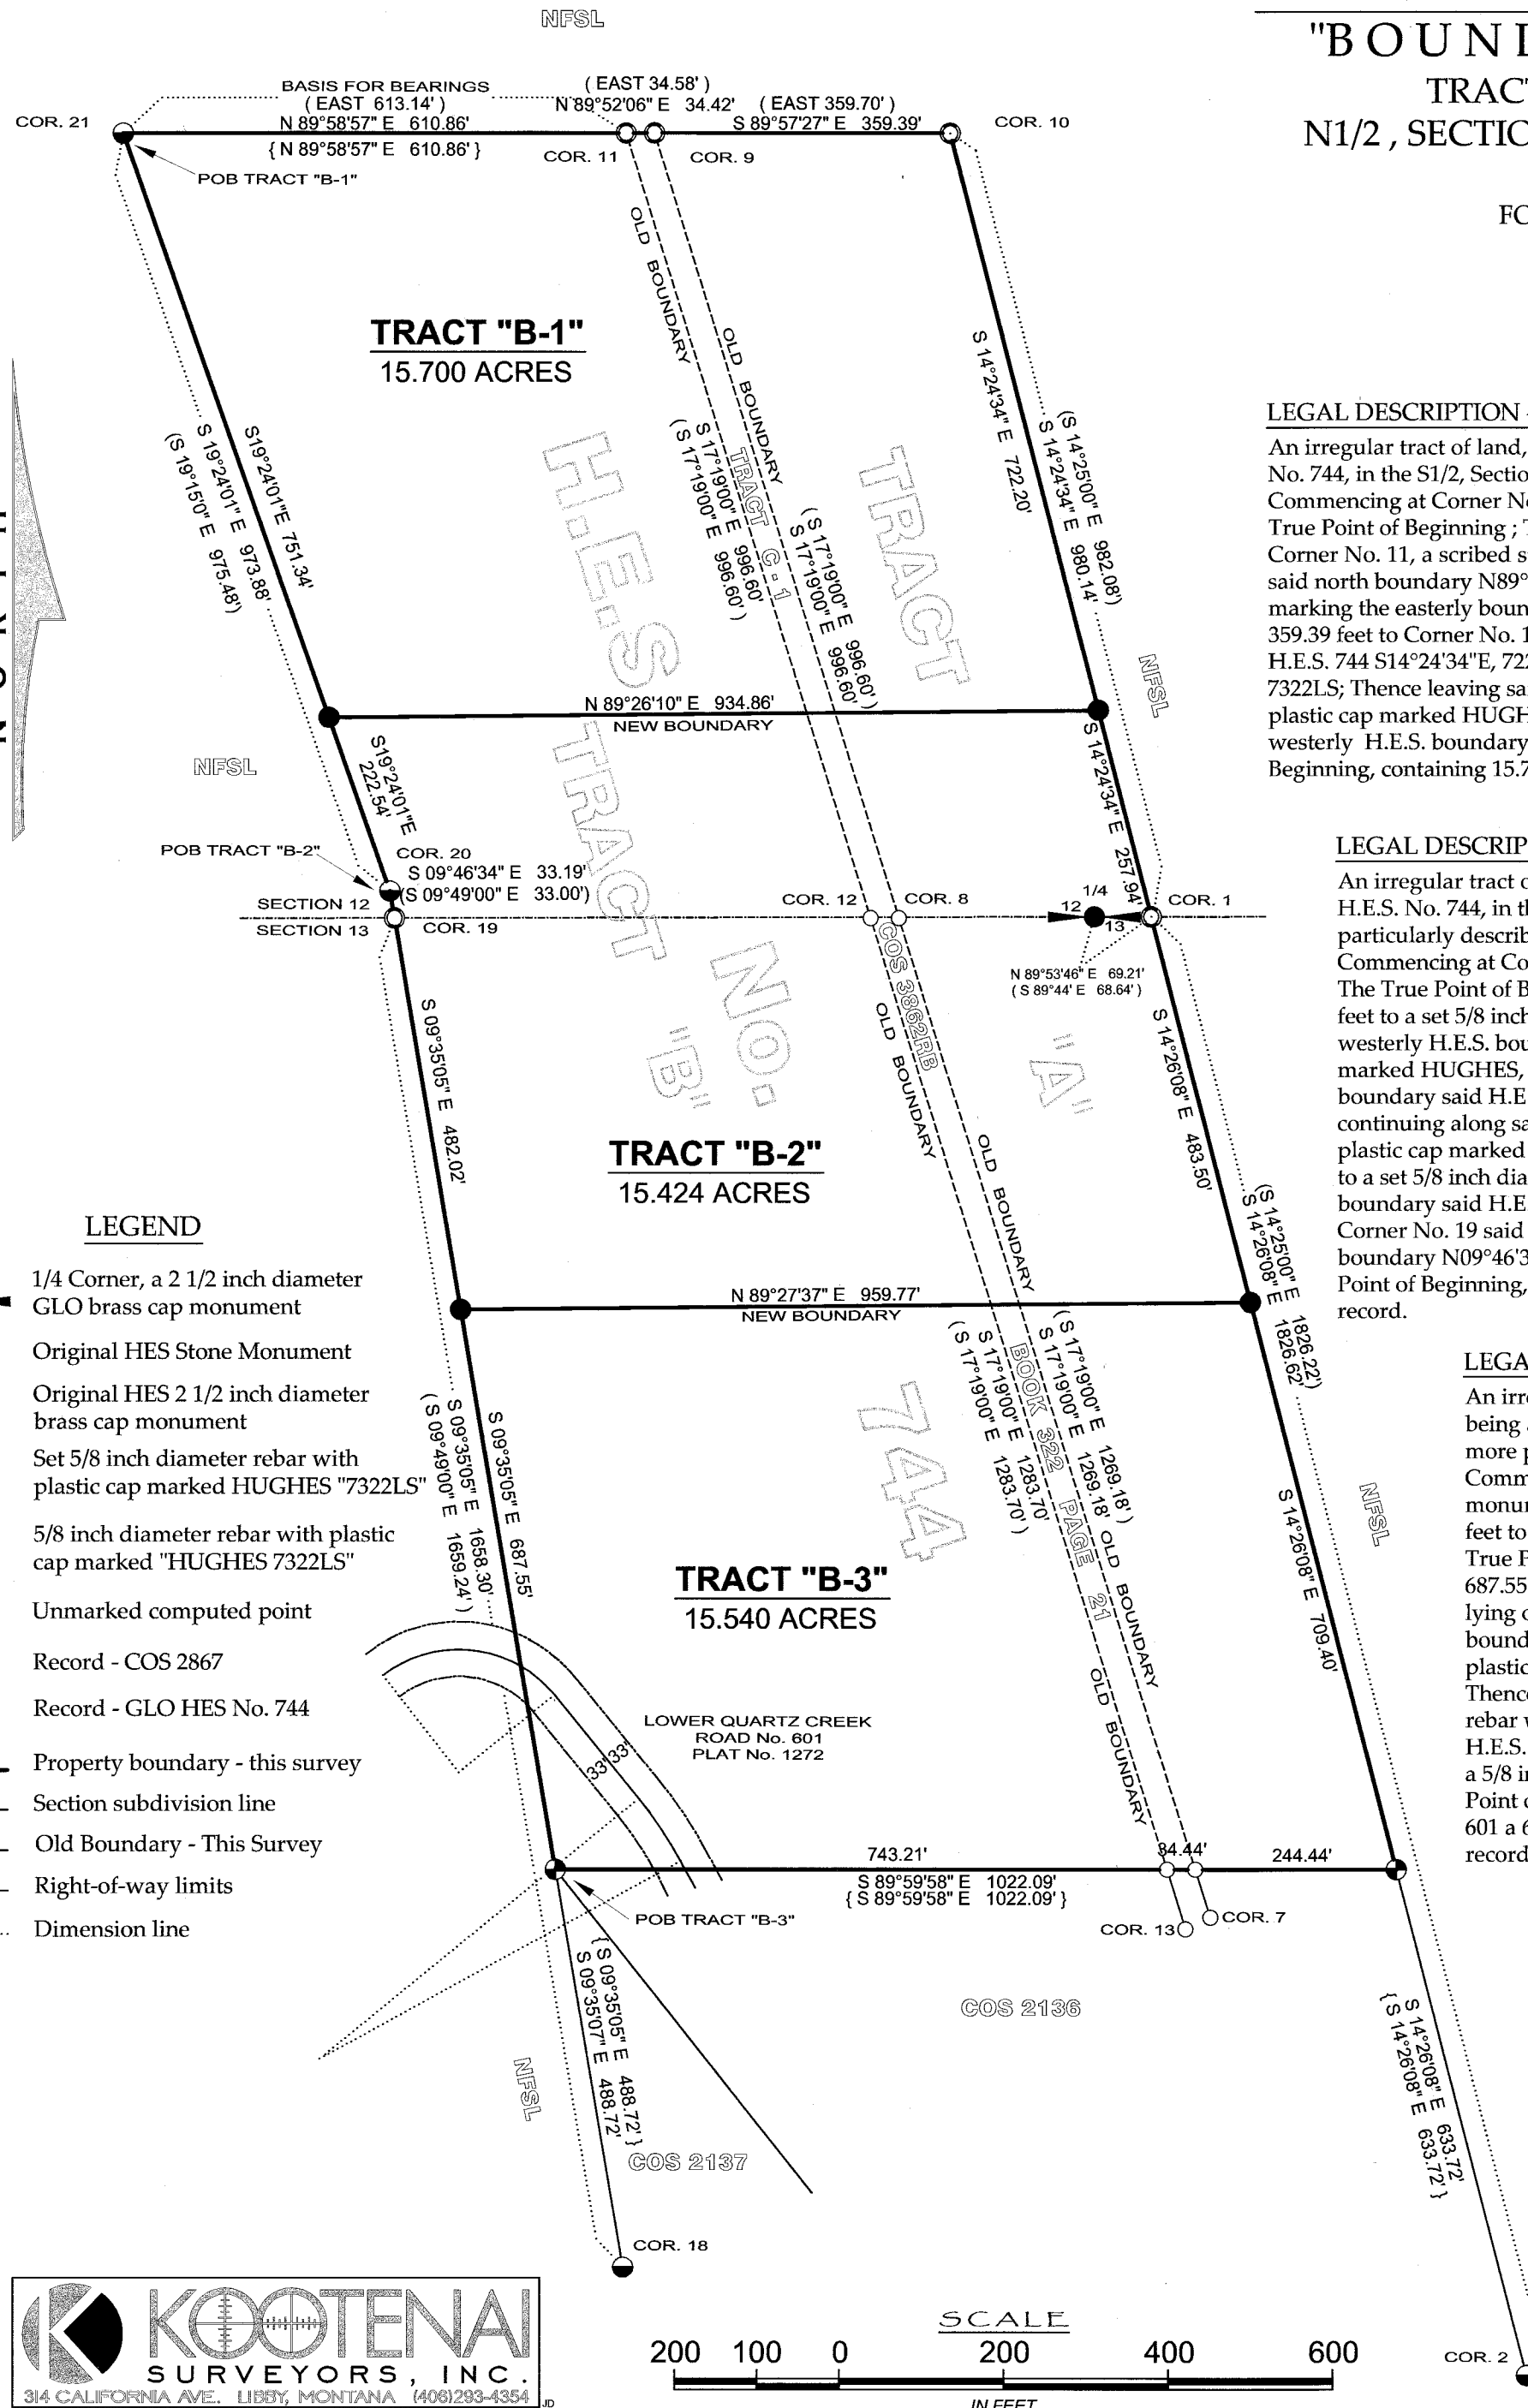 NFSL
"BOUN
TRACT
N1/2 , SECTIO
FO
BASIS FOR BEARINGS
( EAST 613.14' )
N 89°58'57" E 610.86'
{ N 89°58'57" E 610.86' }
( EAST 34.58' )
N 89°52'06" E 34.42'
( EAST 359.70' )
S 89°57'27" E 359.39'
COR. 21
COR. 11
COR. 9
COR. 10
POB TRACT "B-1"
OLD BOUNDARY
OLD BOUNDARY
TRACT "B-1"
15.700 ACRES
S 14°24'34" E 722.20'
(S 14°25'00" E 982.08')
S 14°24'34" E 980.14'
S19°24'01"E 751.34'
S 19°24'01" E 973.88'
(S 19°15'0" E 975.48')
S 17°19'00" E 996.60'
( S 17°19'00" E 996.60' )
TRACT C - 1
( S 17°19'00" E 996.60' )
S 17°19'00" E 996.60'
H.E.S
TRACT
NFSL
N 89°26'10" E 934.86'
NEW BOUNDARY
NFSL
S19°24'01"E
222.54'
TRACT
S 14°24'34" E 257.94'
POB TRACT "B-2"
COR. 20
S 09°46'34" E 33.19'
(S 09°49'00" E 33.00')
SECTION 12
SECTION 13
COR. 19
COR. 12
COR. 8
1/4
12
13
COR. 1
N 89°53'46" E 69.21'
( S 89°44' E 68.64' )
COS 3862RB
OLD BOUNDARY
NO.
"B"
"A"
S 09°35'05" E 482.02'
S 14°26'08" E 483.50'
TRACT "B-2"
15.424 ACRES
OLD BOUNDARY
(S 14°25'00" E 1826.22')
S 14°26'08" E 1826.62'
N 89°27'37" E 959.77'
NEW BOUNDARY
( S 17°19'00" E 1269.18' )
S 17°19'00" E 1269.18'
S 17°19'00" E 1283.70'
( S 17°19'00" E 1283.70' )
BOOK 322 PAGE 21
744
S 09°35'05" E 687.55'
S 09°35'05" E 1658.30'
( S 09°49'00" E 1659.24' )
NFSL
S 14°26'08" E 709.40'
TRACT "B-3"
15.540 ACRES
OLD BOUNDARY
OLD BOUNDARY
LOWER QUARTZ CREEK
ROAD No. 601
PLAT No. 1272
33'
33'
743.21'
34.44'
244.44'
S 89°59'58" E 1022.09'
{ S 89°59'58" E 1022.09' }
POB TRACT "B-3"
COR. 13
COR. 7
COS 2136
{ S 09°35'05" E 488.72' }
S 09°35'07" E 488.72'
NFSL
COS 2137
S 14°26'08" E 633.72'
{ S 14°26'08" E 633.72' }
COR. 18
COR. 2
LEGEND
1/4 Corner, a 2 1/2 inch diameter
GLO brass cap monument
Original HES Stone Monument
Original HES 2 1/2 inch diameter
brass cap monument
Set 5/8 inch diameter rebar with
plastic cap marked HUGHES "7322LS"
5/8 inch diameter rebar with plastic
cap marked "HUGHES 7322LS"
Unmarked computed point
Record - COS 2867
Record - GLO HES No. 744
Property boundary - this survey
Section subdivision line
Old Boundary - This Survey
Right-of-way limits
Dimension line
LEGAL DESCRIPTION
An irregular tract of land,
No. 744, in the S1/2, Sectio
Commencing at Corner No
True Point of Beginning ; T
Corner No. 11, a scribed s
said north boundary N89°
marking the easterly boun
359.39 feet to Corner No. 1
H.E.S. 744 S14°24'34"E, 722
7322LS; Thence leaving sa
plastic cap marked HUGH
westerly H.E.S. boundary
Beginning, containing 15.7
LEGAL DESCRIP
An irregular tract o
H.E.S. No. 744, in th
particularly describ
Commencing at Co
The True Point of B
feet to a set 5/8 inch
westerly H.E.S. bou
marked HUGHES,
boundary said H.E
continuing along sa
plastic cap marked
to a set 5/8 inch dia
boundary said H.E.
Corner No. 19 said
boundary N09°46'3
Point of Beginning,
record.
LEGA
An irre
being
more p
Comm
monu
feet to
True P
687.55
lying o
bound
plastic
Thence
rebar w
H.E.S.
a 5/8 in
Point o
601 a 6
record
KOOTENAI
SURVEYORS, INC.
314 CALIFORNIA AVE. LIBBY, MONTANA (406)293-4354
JD
SCALE
200 100 0 200 400 600
IN FEET